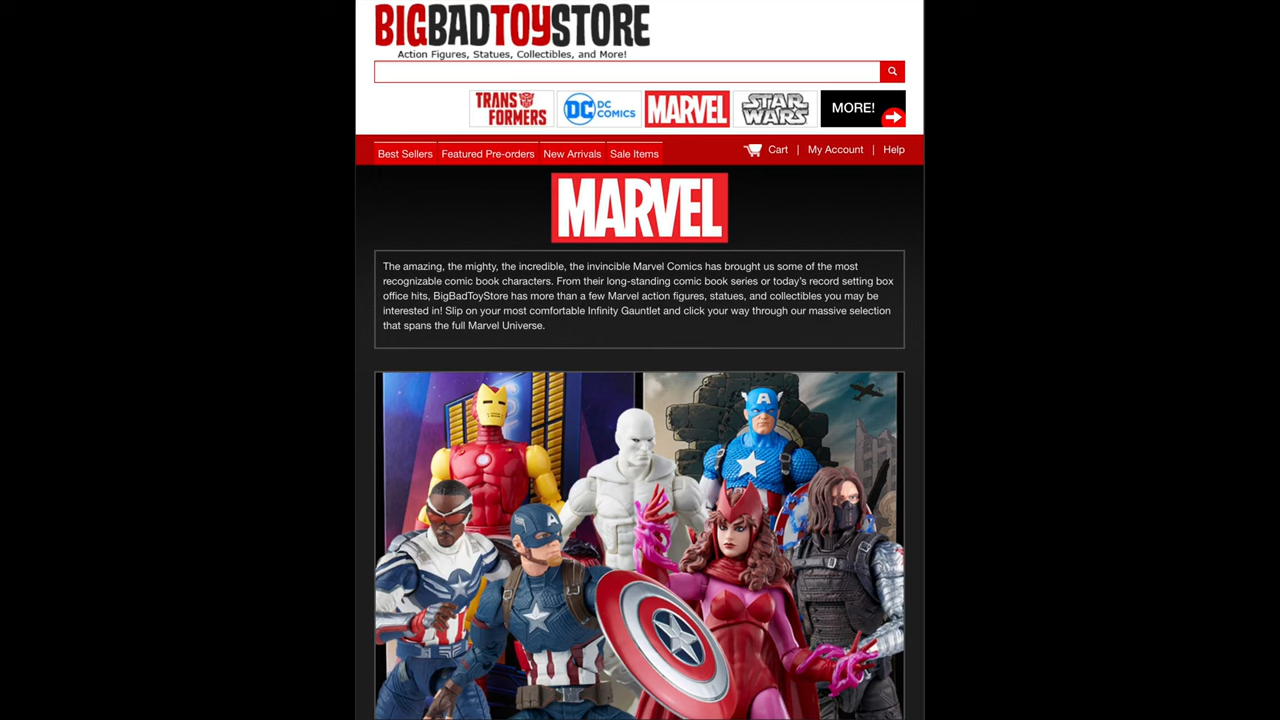 BIGBADTOYSTORE
Action Figures, Statues, Collectibles, and More!
TRANSFORMERS
DC DC COMICS
MARVEL
STAR WARS
MORE!
Best Sellers
Featured Pre-orders
New Arrivals
Sale Items
Cart | My Account | Help
MARVEL
The amazing, the mighty, the incredible, the invincible Marvel Comics has brought us some of the most
recognizable comic book characters. From their long-standing comic book series or today's record setting box
office hits, BigBadToyStore has more than a few Marvel action figures, statues, and collectibles you may be
interested in! Slip on your most comfortable Infinity Gauntlet and click your way through our massive selection
that spans the full Marvel Universe.
A
A